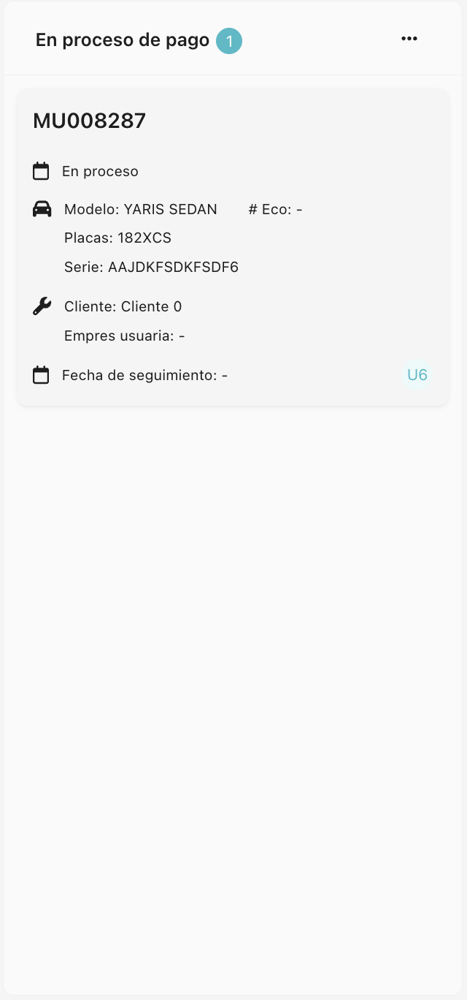 En proceso de pago 1 •••
MU008287
En proceso
Modelo: YARIS SEDAN # Eco: -
Placas: 182XCS
Serie: AAJDKFSDKFSDF6
Cliente: Cliente 0
Empres usuaria: -
Fecha de seguimiento: - U6